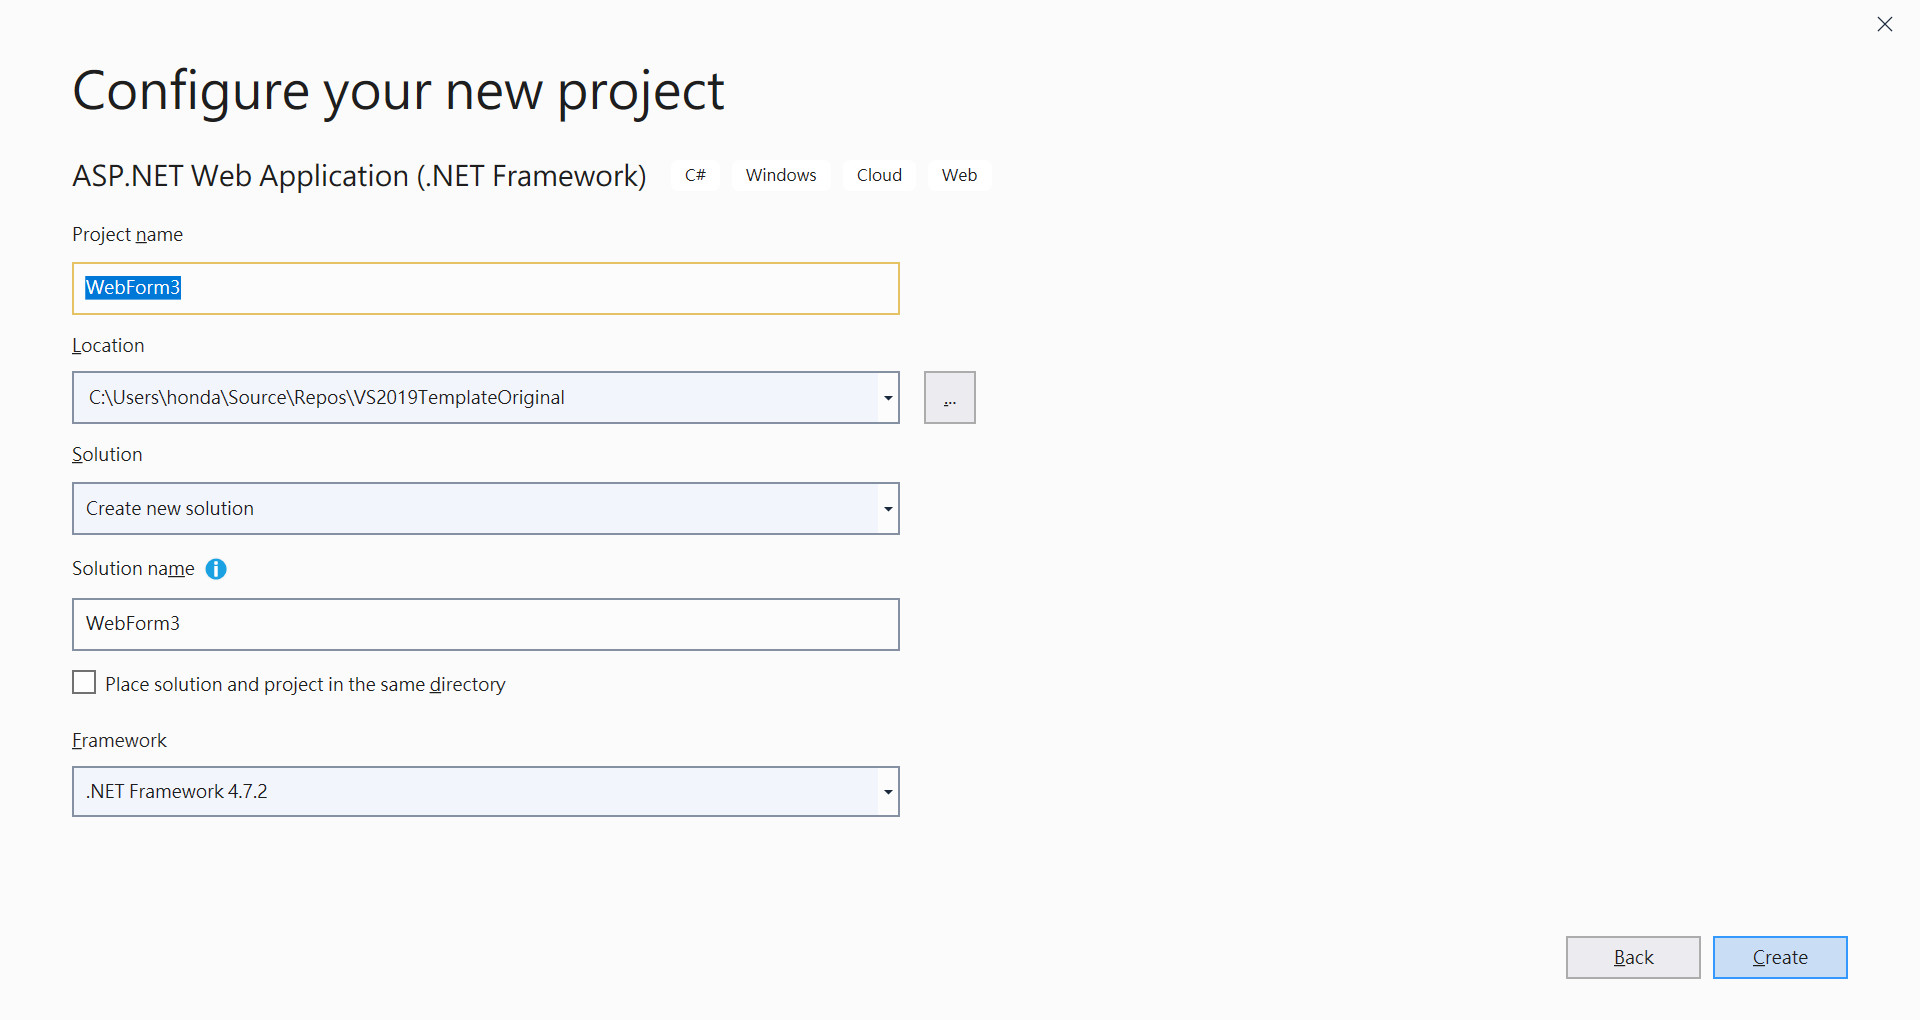 Configure your new project
ASP.NET Web Application (.NET Framework) C# Windows Cloud Web
Project name
WebForm3
Location
C:\Users\honda\Source\Repos\VS2019TemplateOriginal
...
Solution
Create new solution
Solution name
WebForm3
Place solution and project in the same directory
Framework
.NET Framework 4.7.2
Back Create